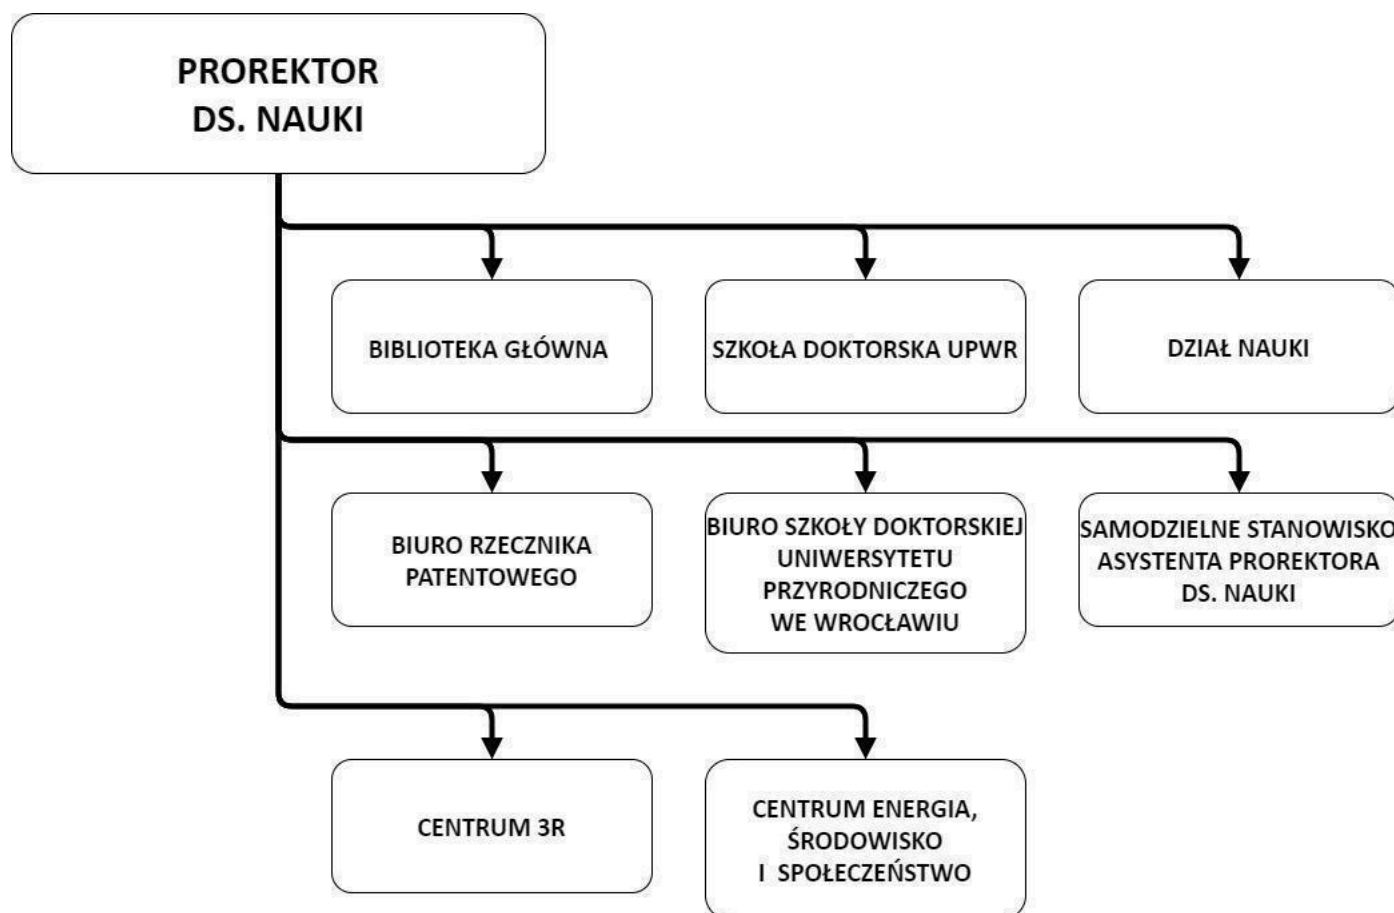 PROREKTOR
DS. NAUKI
BIBLIOTEKA GŁÓWNA
SZKOŁA DOKTORSKA UPWR
DZIAŁ NAUKI
BIURO RZECZNIKA
PATENTOWEGO
BIURO SZKOŁY DOKTORSKIEJ
UNIWERSYTETU
PRZYRODNICZEGO
WE WROCŁAWIU
SAMODZIELNE STANOWISKO
ASYSTENTA PROREKTORA
DS. NAUKI
CENTRUM 3R
CENTRUM ENERGIA,
ŚRODOWISKO
I SPOŁECZEŃSTWO